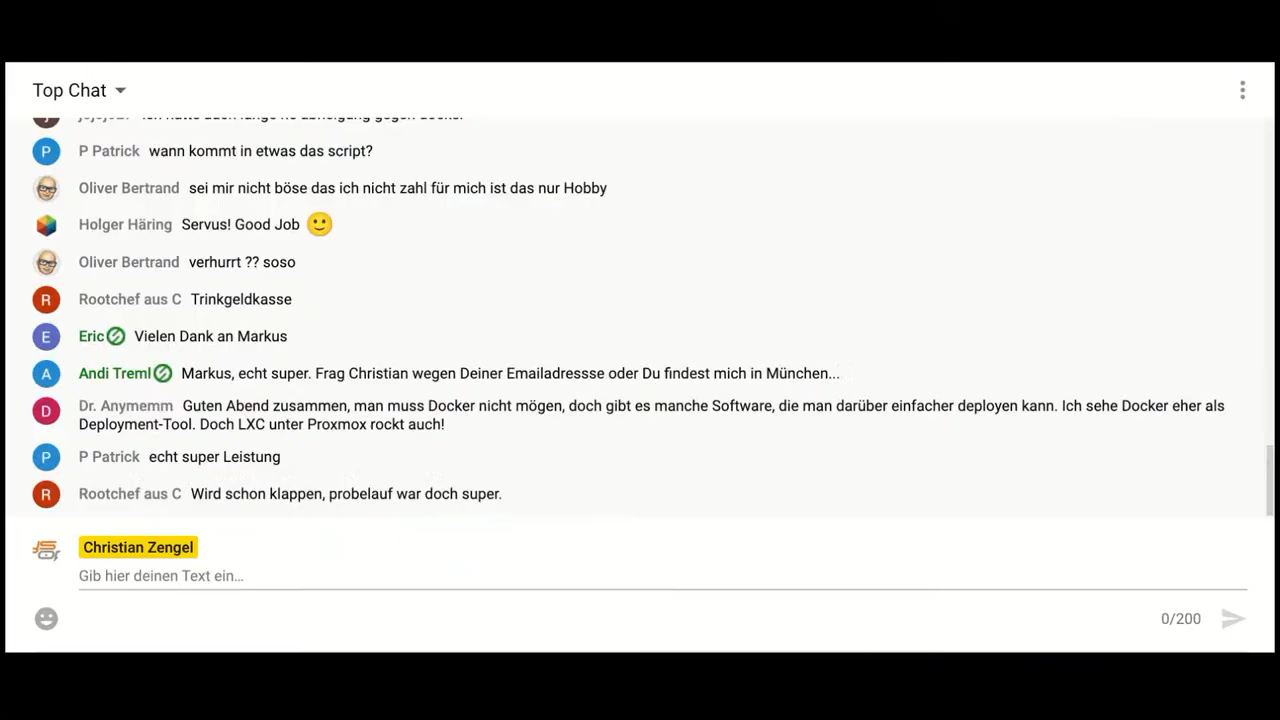 Top Chat
P Patrick wann kommt in etwas das script?
Oliver Bertrand sei mir nicht böse das ich nicht zahl für mich ist das nur Hobby
Holger Häring Servus! Good Job 🙂
Oliver Bertrand verhurrt ?? soso
R Rootchef aus C Trinkgeldkasse
E Eric Vielen Dank an Markus
A Andi Treml Markus, echt super. Frag Christian wegen Deiner Emailadressse oder Du findest mich in München...
D Dr. Anymemm Guten Abend zusammen, man muss Docker nicht mögen, doch gibt es manche Software, die man darüber einfacher deployen kann. Ich sehe Docker eher als
Deployment-Tool. Doch LXC unter Proxmox rockt auch!
P P Patrick echt super Leistung
R Rootchef aus C Wird schon klappen, probelauf war doch super.
Christian Zengel
Gib hier deinen Text ein...
0/200